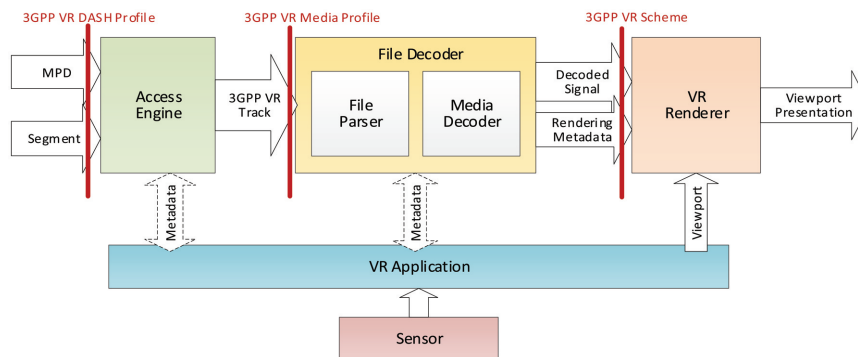 3GPP VR DASH Profile
3GPP VR Media Profile
3GPP VR Scheme
MPD
Segment
Access
Engine
3GPP VR
Track
File Decoder
File
Parser
Media
Decoder
Decoded
Signal
Rendering
Metadata
VR
Renderer
Viewport
Presentation
Metadata
Metadata
Viewport
VR Application
Sensor